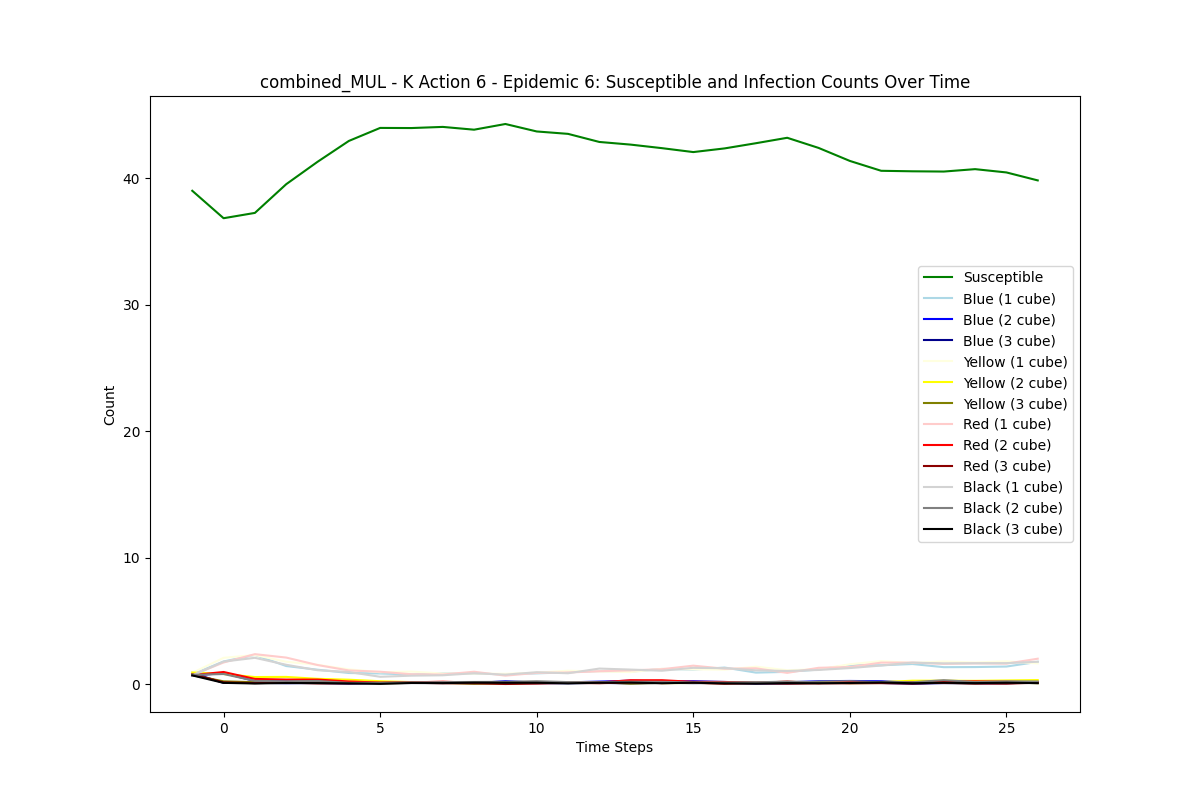 combined_MUL - K Action 6 - Epidemic 6: Susceptible and Infection Counts Over Time
Count
40
30
20
10
0
Susceptible
Blue (1 cube)
Blue (2 cube)
Blue (3 cube)
Yellow (1 cube)
Yellow (2 cube)
Yellow (3 cube)
Red (1 cube)
Red (2 cube)
Red (3 cube)
Black (1 cube)
Black (2 cube)
Black (3 cube)
0 5 10 15 20 25
Time Steps